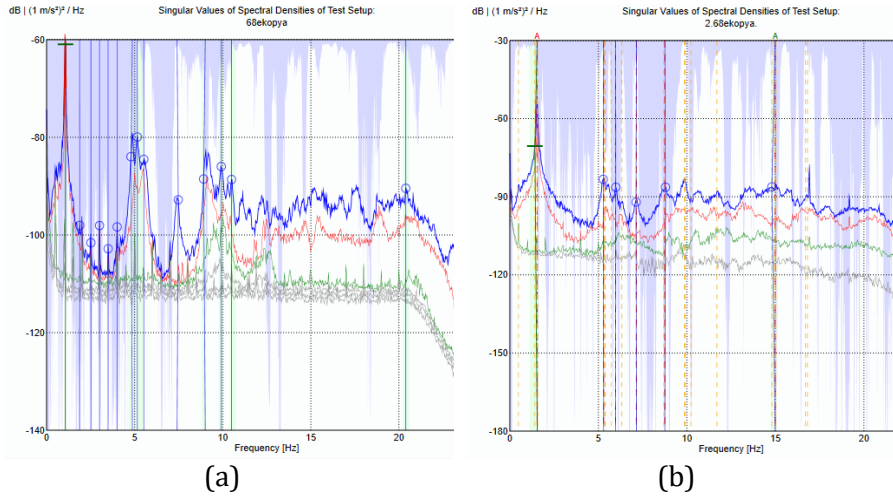 dB | (1 m/s²)² / Hz
Singular Values of Spectral Densities of Test Setup:
68ekopya
-60
-80
-100
-120
-140
0
5
10
15
20
Frequency [Hz]
(a)
dB | (1 m/s²)² / Hz
Singular Values of Spectral Densities of Test Setup:
2.68ekopya.
A
A
-30
-60
-90
-120
-150
-180
0
5
10
15
20
Frequency [Hz]
(b)